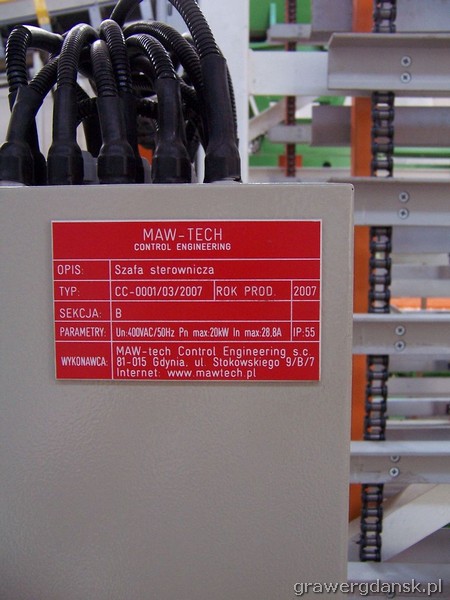 MAW-TECH
CONTROL ENGINEERING
OPIS: Szafa sterownicza
TYP: CC-0001/03/2007 ROK PROD. 2007
SEKCJA: B
PARAMETRY: Un:400VAC/50Hz Pn max:20kW In max:28.8A IP:55
WYKONAWCA: MAW-tech Control Engineering s.c.
81-015 Gdynia, ul. Stokowskiego 9/B/7
Internet: www.mawtech.pl
grawergdansk.pl